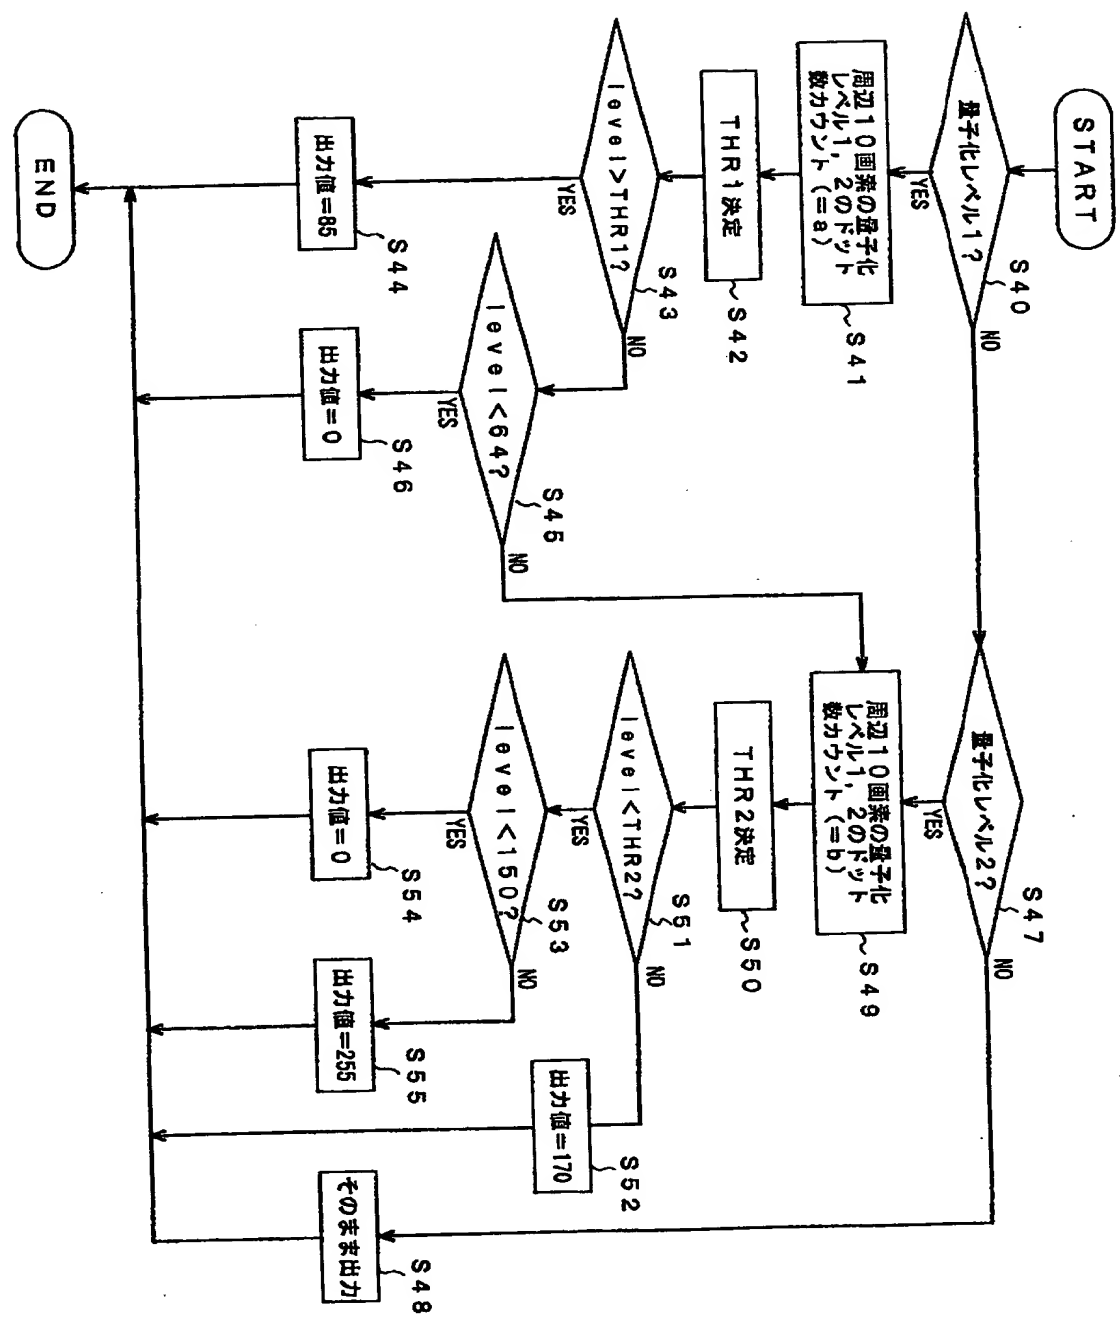 START
量子化レベル1?
S40
YES
NO
周辺10画素の量子化
レベル1, 2のドット
数カウント (=a)
S41
THR1決定
S42
level>THR1?
S43
YES
NO
出力値=85
S44
level<64?
S45
YES
NO
出力値=0
S46
量子化レベル2?
S47
YES
NO
周辺10画素の量子化
レベル1, 2のドット
数カウント (=b)
S49
THR2決定
S50
level<THR2?
S51
YES
NO
level<150?
S53
YES
NO
出力値=0
S54
出力値=255
S55
出力値=170
S52
そのまま出力
S48
END